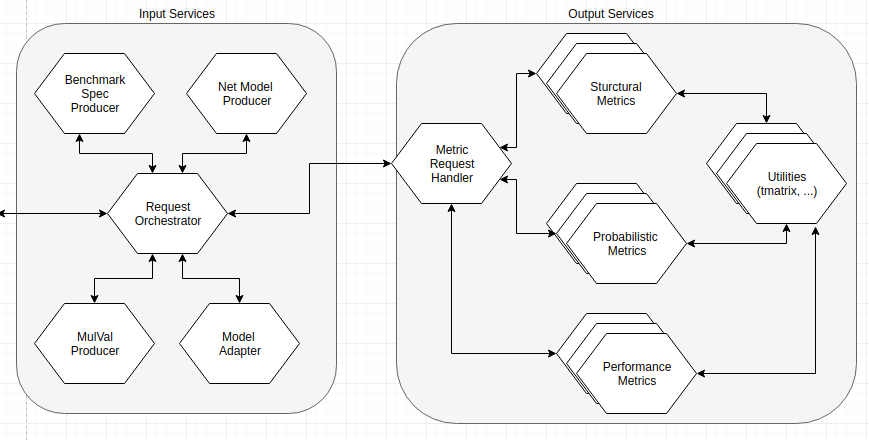 Input Services
Output Services
Benchmark
Spec
Producer
Net Model
Producer
Request
Orchestrator
MulVal
Producer
Model
Adapter
Metric
Request
Handler
Sturctural
Metrics
Utilities
(tmatrix, ...)
Probabilistic
Metrics
Performance
Metrics